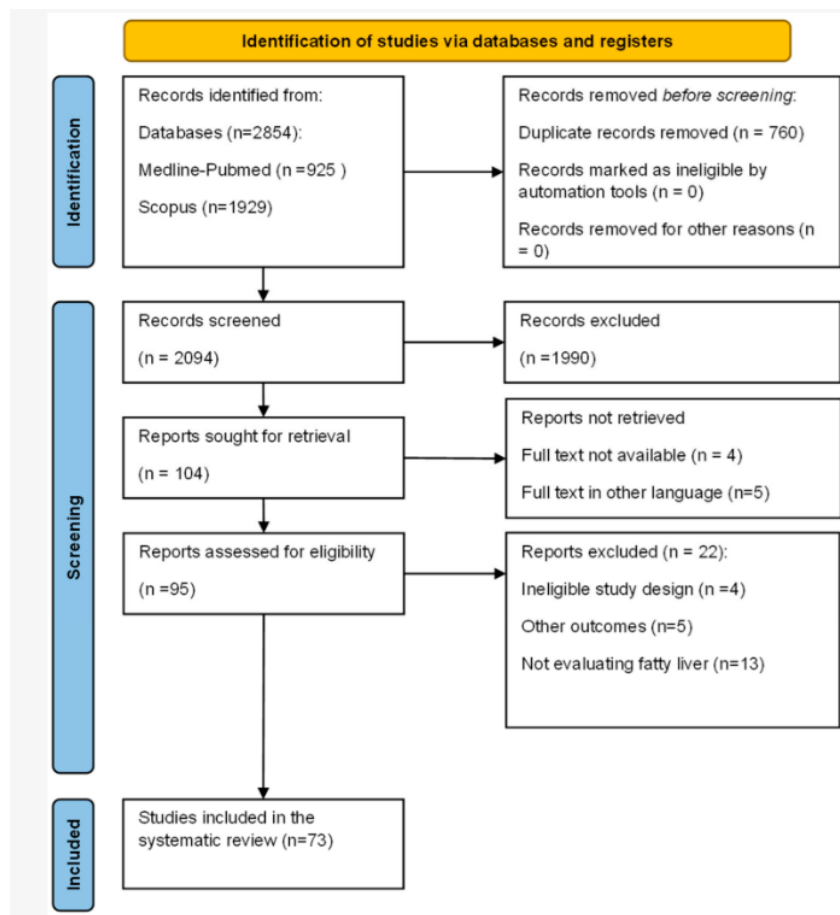 Identification of studies via databases and registers
Identification
Records identified from:
Databases (n=2854):
Medline-Pubmed (n =925 )
Scopus (n=1929)
Records removed before screening:
Duplicate records removed (n = 760)
Records marked as ineligible by
automation tools (n = 0)
Records removed for other reasons (n
= 0)
Screening
Records screened
(n = 2094)
Records excluded
(n =1990)
Reports sought for retrieval
(n = 104)
Reports not retrieved
Full text not available (n = 4)
Full text in other language (n=5)
Reports assessed for eligibility
(n =95)
Reports excluded (n = 22):
Ineligible study design (n =4)
Other outcomes (n=5)
Not evaluating fatty liver (n=13)
Included
Studies included in the
systematic review (n=73)